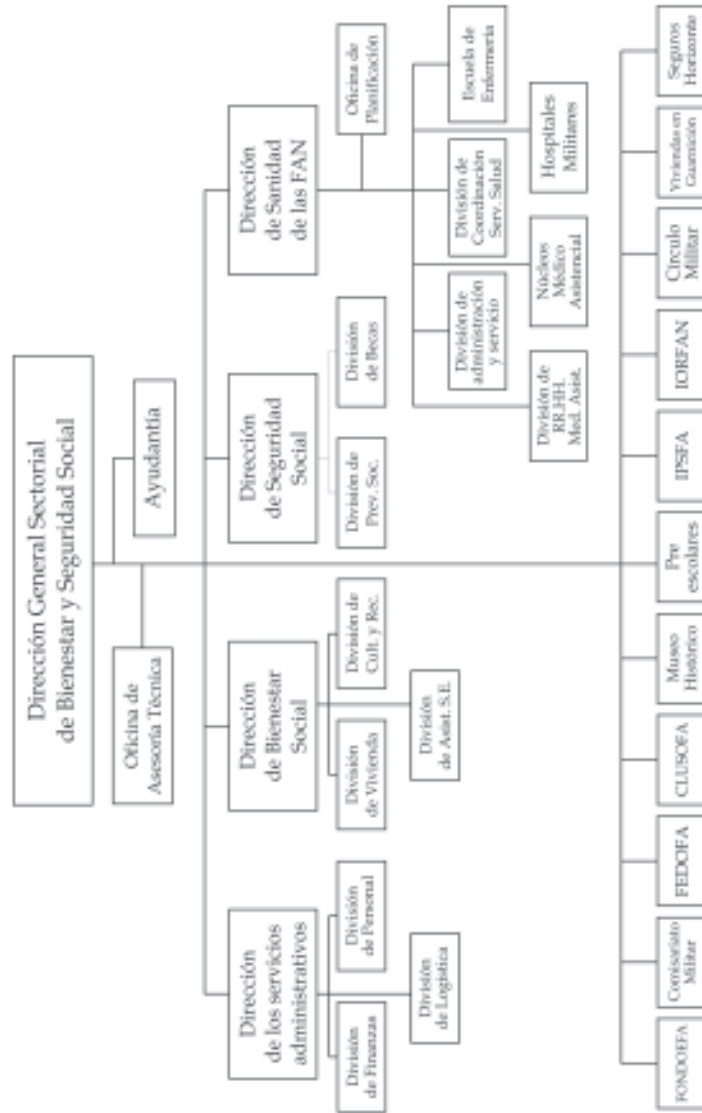 Dirección General Sectorial
de Bienestar y Seguridad Social
Oficina de
Asesoría Técnica
Ayudantía
Dirección
de los servicios
administrativos
Dirección
de Bienestar
Social
Dirección
de Seguridad
Social
Dirección
de Sanidad
de las FAN
División
de Finanzas
División
de Personal
División
de Logística
División
de Vivienda
División de
Cult. y Rec.
División
de Asist. S.E.
División de
Prev. Soc.
División
de Becas
Oficina de
Planificación
División de
administración
y servicio
División de
Coordinación
Serv. Salud
Escuela de
Enfermería
División de
RR.HH.
Med. Asist.
Núcleos
Médico
Asistencial
Hospitales
Militares
FONDOEFA
Comisariato
Militar
FEDOFA
CLUSOFA
Museo
Histórico
Pre
escolares
IPSFA
IORFAN
Círculo
Militar
Viviendas en
Guarnición
Seguros
Horizonte